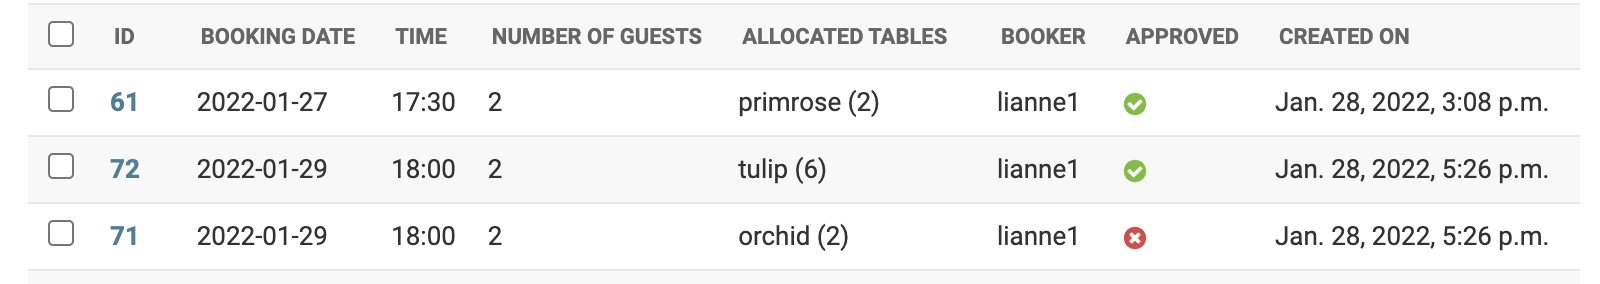 ID BOOKING DATE TIME NUMBER OF GUESTS ALLOCATED TABLES BOOKER APPROVED CREATED ON
61 2022-01-27 17:30 2 primrose (2) lianne1 Jan. 28, 2022, 3:08 p.m.
72 2022-01-29 18:00 2 tulip (6) lianne1 Jan. 28, 2022, 5:26 p.m.
71 2022-01-29 18:00 2 orchid (2) lianne1 Jan. 28, 2022, 5:26 p.m.